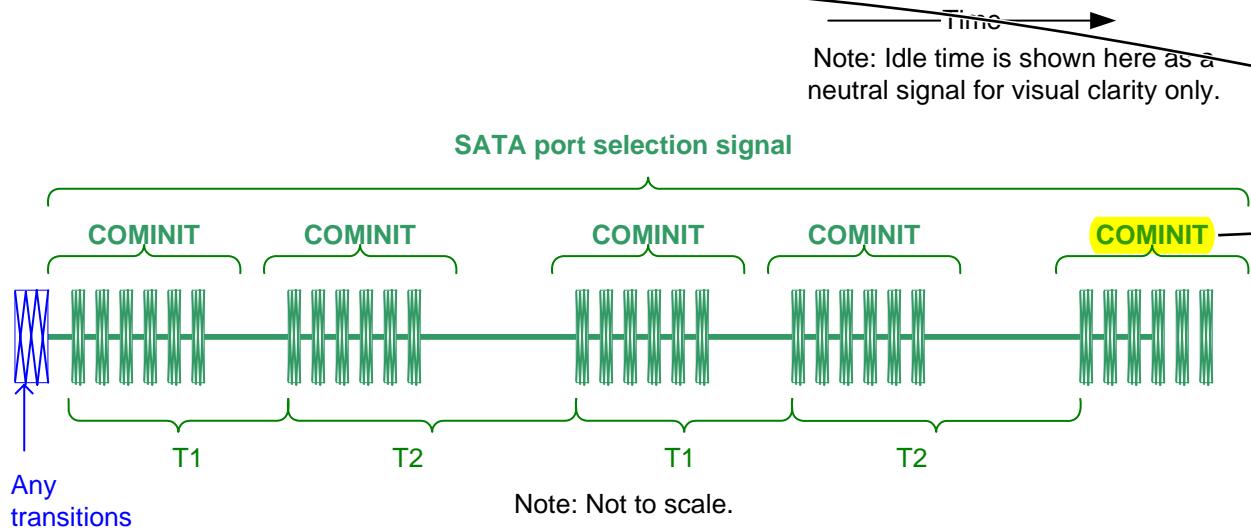 Time
Note: Idle time is shown here as a
neutral signal for visual clarity only.
SATA port selection signal
COMINIT COMINIT COMINIT COMINIT COMINIT
T1 T2 T1 T2
Any
transitions
Note: Not to scale.